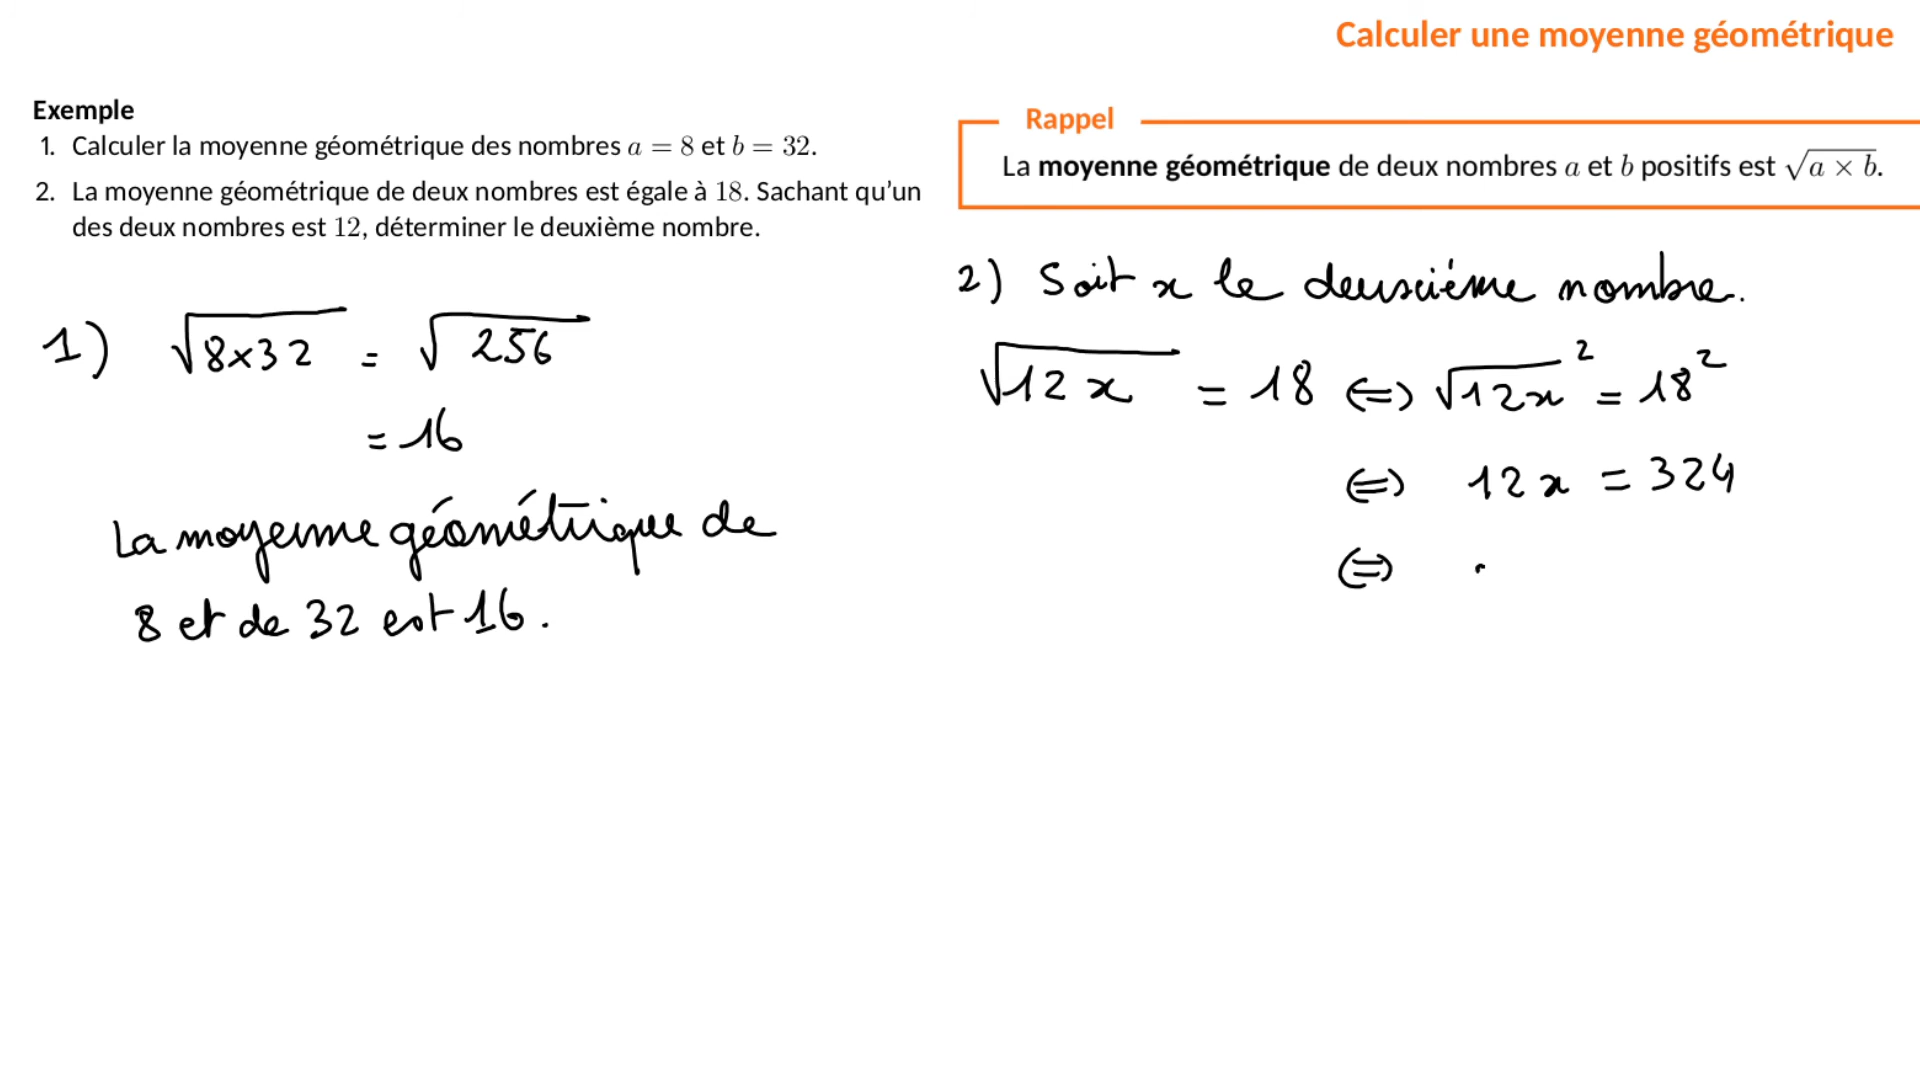 Calculer une moyenne géométrique
Exemple
1. Calculer la moyenne géométrique des nombres a = 8 et b = 32.
2. La moyenne géométrique de deux nombres est égale à 18. Sachant qu'un
des deux nombres est 12, déterminer le deuxième nombre.
1) √(8×32) = √256
= 16
La moyenne géométrique de
8 et de 32 est 16.
Rappel
La moyenne géométrique de deux nombres a et b positifs est √(a × b).
2) Soit x le deuxième nombre.
√(12x) = 18 ⟺ √(12x)² = 18²
⟺ 12x = 324
⟺